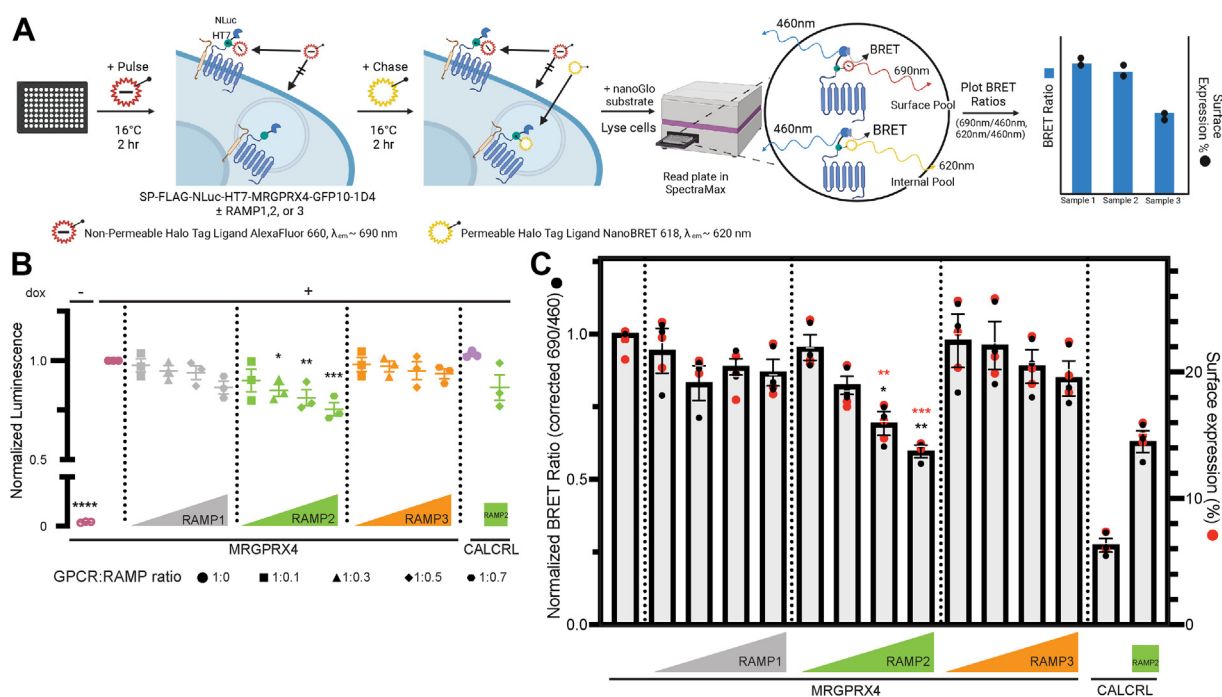 A
NLuc
HT7
+ Pulse
16°C
2 hr
+ Chase
16°C
2 hr
SP-FLAG-NLuc-HT7-MRGPRX4-GFP10-1D4
± RAMP1,2, or 3
+ nanoGlo
substrate
Lyse cells
Read plate in
SpectraMax
460nm
BRET
690nm
Surface Pool
460nm
BRET
620nm
Internal Pool
Plot BRET
Ratios
(690nm/460nm,
620nm/460nm)
BRET Ratio
Surface
Expression %
Sample 1
Sample 2
Sample 3
Non-Permeable Halo Tag Ligand AlexaFluor 660, λem~ 690 nm
Permeable Halo Tag Ligand NanoBRET 618, λem~ 620 nm
B
dox
-
+
Normalized Luminescence
1.0
0.5
0
****
*
**
***
RAMP1
RAMP2
RAMP3
RAMP2
MRGPRX4
CALCRL
GPCR:RAMP ratio
1:0
1:0.1
1:0.3
1:0.5
1:0.7
C
Normalized BRET Ratio (corrected 690/460)
1.0
0.5
0.0
**
*
***
**
20
10
0
Surface expression (%)
RAMP1
RAMP2
RAMP3
RAMP2
MRGPRX4
CALCRL